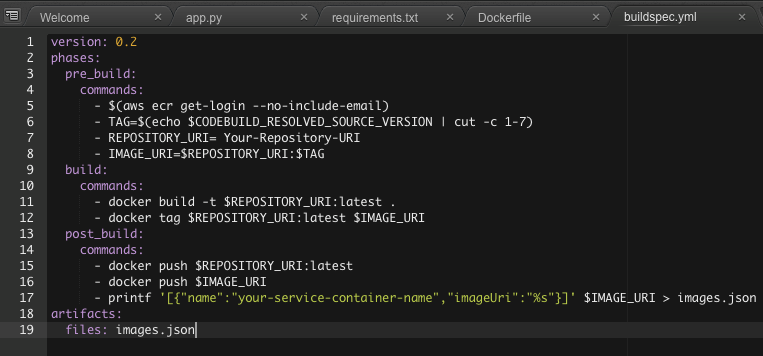 Welcome app.py requirements.txt Dockerfile buildspec.yml
1 version: 0.2
2 phases:
3   pre_build:
4     commands:
5       - $(aws ecr get-login --no-include-email)
6       - TAG=$(echo $CODEBUILD_RESOLVED_SOURCE_VERSION | cut -c 1-7)
7       - REPOSITORY_URI= Your-Repository-URI
8       - IMAGE_URI=$REPOSITORY_URI:$TAG
9   build:
10     commands:
11       - docker build -t $REPOSITORY_URI:latest .
12       - docker tag $REPOSITORY_URI:latest $IMAGE_URI
13   post_build:
14     commands:
15       - docker push $REPOSITORY_URI:latest
16       - docker push $IMAGE_URI
17       - printf '[{"name":"your-service-container-name","imageUri":"%s"}]' $IMAGE_URI > images.json
18 artifacts:
19   files: images.json